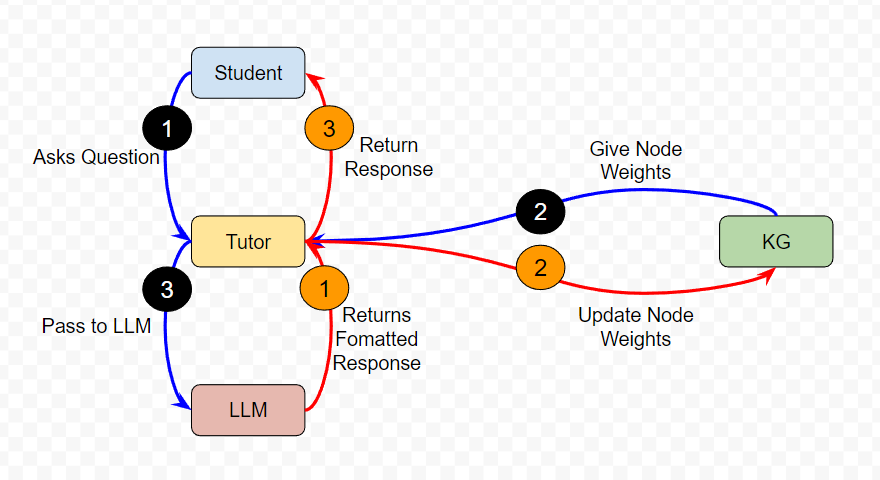 Student
1
3
Asks Question
Return
Response
Give Node
Weights
2
Tutor
KG
2
3
1
Pass to LLM
Returns
Fomatted
Response
Update Node
Weights
LLM